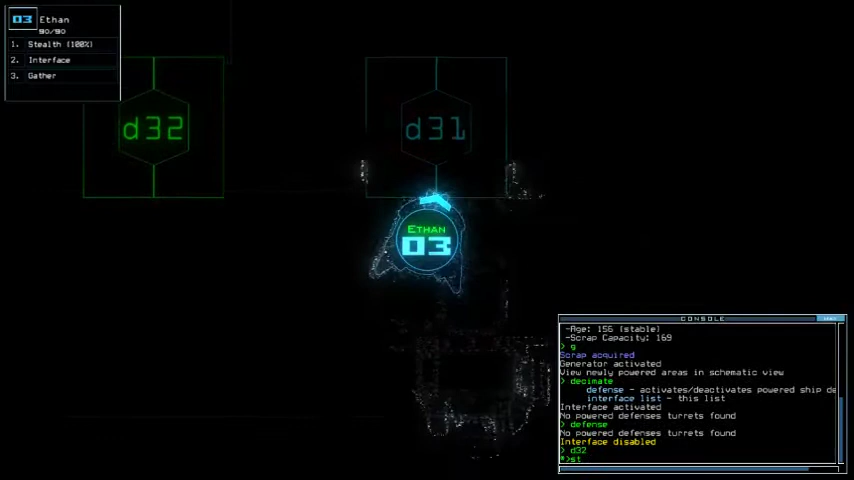 03 Ethan
90/90
1. Stealth (100%)
2. Interface
3. Gather
d32
d31
ETHAN
03
CONSOLE
-Age: 156 (stable)
-Scrap Capacity: 169
> g
Scrap acquired
Generator activated
View newly powered areas in schematic view
> decimate
defense - activates/deactivates powered ship de
interface list - this list
Interface activated
No powered defenses turrets found
> defense
No powered defenses turrets found
Interface disabled
> d32
>st